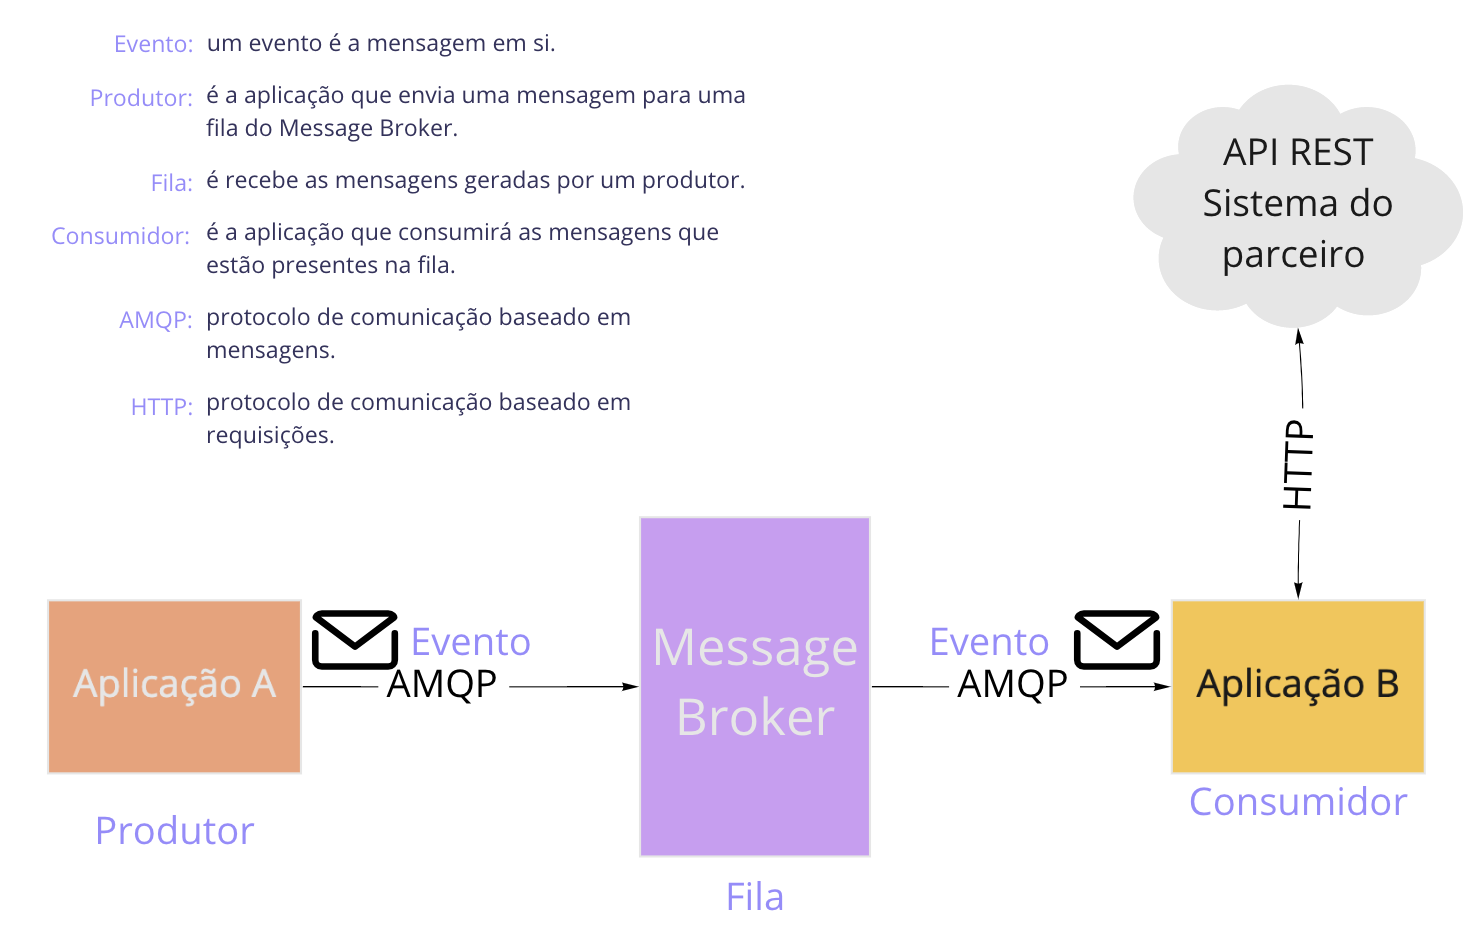 Evento: um evento é a mensagem em si.
Produtor: é a aplicação que envia uma mensagem para uma
fila do Message Broker.
Fila: é recebe as mensagens geradas por um produtor.
Consumidor: é a aplicação que consumirá as mensagens que
estão presentes na fila.
AMQP: protocolo de comunicação baseado em
mensagens.
HTTP: protocolo de comunicação baseado em
requisições.
API REST
Sistema do
parceiro
HTTP
Aplicação A
Produtor
Evento
AMQP
Message
Broker
Fila
Evento
AMQP
Aplicação B
Consumidor